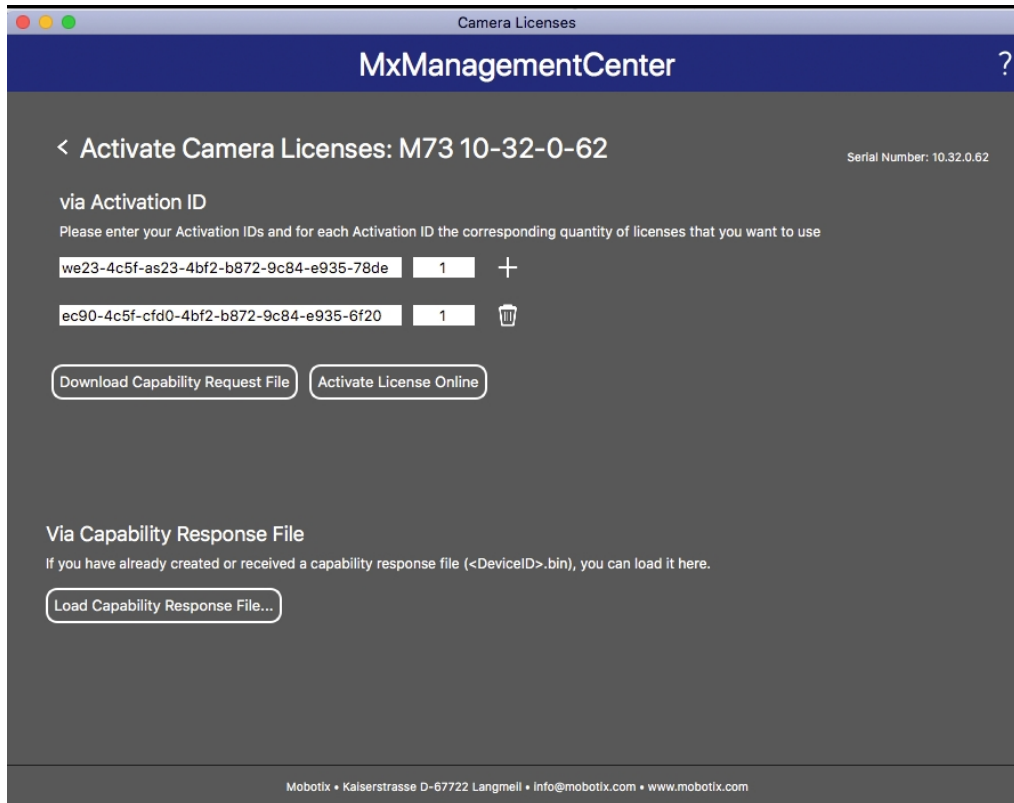 Camera Licenses
MxManagementCenter
?
< Activate Camera Licenses: M73 10-32-0-62
Serial Number: 10.32.0.62
via Activation ID
Please enter your Activation IDs and for each Activation ID the corresponding quantity of licenses that you want to use
we23-4c5f-as23-4bf2-b872-9c84-e935-78de 1 +
ec90-4c5f-cfd0-4bf2-b872-9c84-e935-6f20 1
Download Capability Request File Activate License Online
Via Capability Response File
If you have already created or received a capability response file (<DeviceID>.bin), you can load it here.
Load Capability Response File...
Mobotix • Kaiserstrasse D-67722 Langmeil • info@mobotix.com • www.mobotix.com